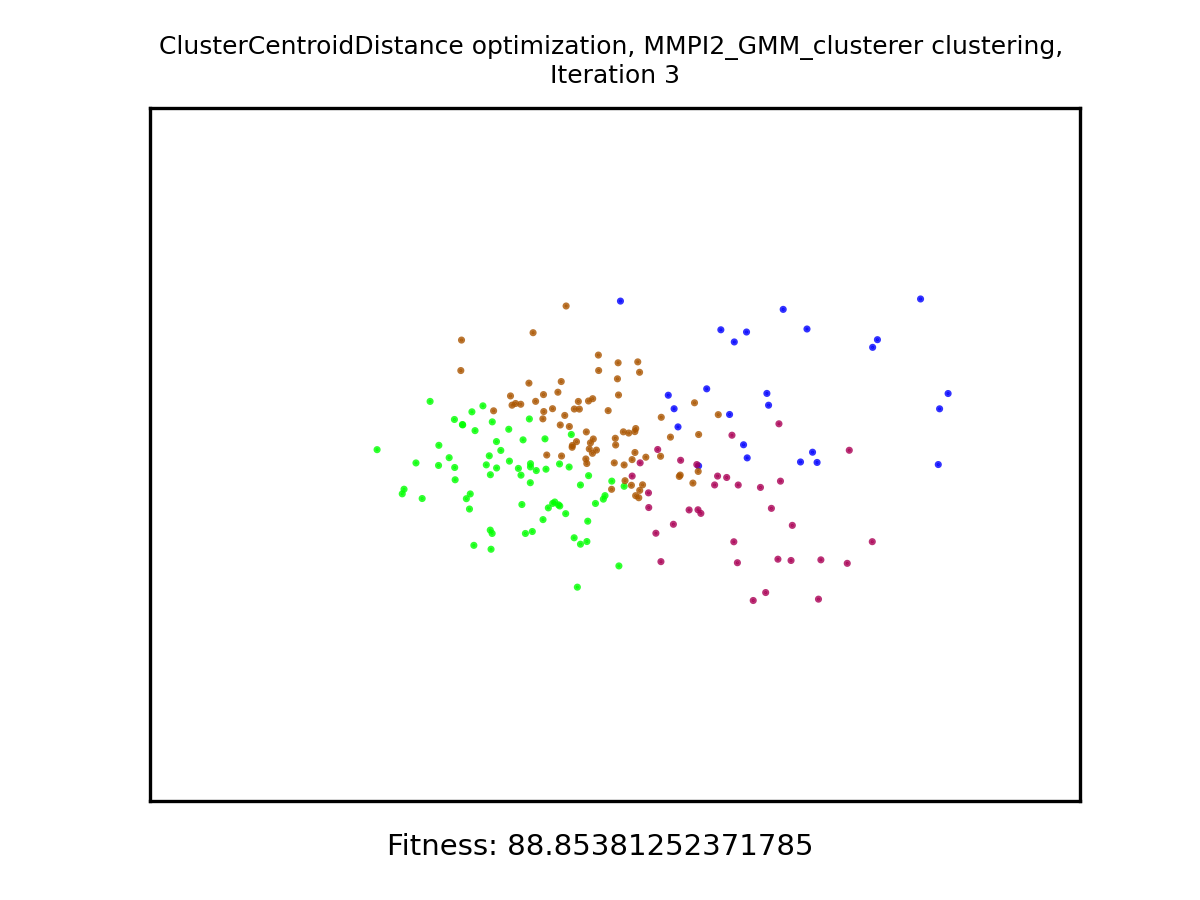 ClusterCentroidDistance optimization, MMPI2_GMM_clusterer clustering,
Iteration 3
Fitness: 88.85381252371785